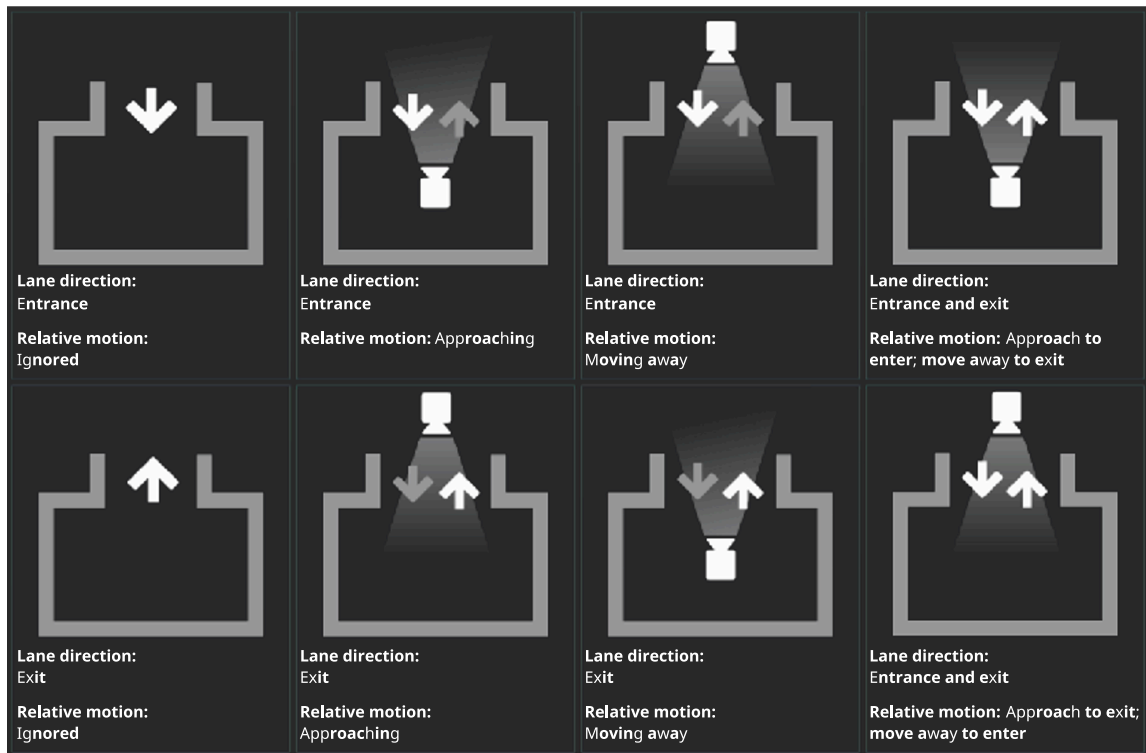 Lane direction:
Entrance
Relative motion:
Ignored
Lane direction:
Entrance
Relative motion: Approaching
Lane direction:
Entrance
Relative motion:
Moving away
Lane direction:
Entrance and exit
Relative motion: Approach to
enter; move away to exit
Lane direction:
Exit
Relative motion:
Ignored
Lane direction:
Exit
Relative motion:
Approaching
Lane direction:
Exit
Relative motion:
Moving away
Lane direction:
Entrance and exit
Relative motion: Approach to exit;
move away to enter